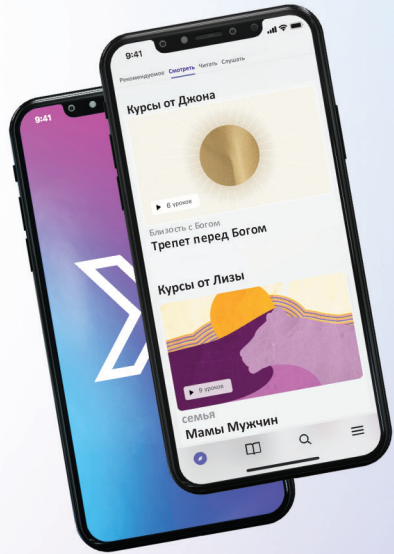 9:41
9:41
Рекомендуемое Смотреть Читать Слушать
Курсы от Джона
6 уроков
Близость с Богом
Трепет перед Богом
Курсы от Лизы
9 уроков
семья
Мамы Мужчин